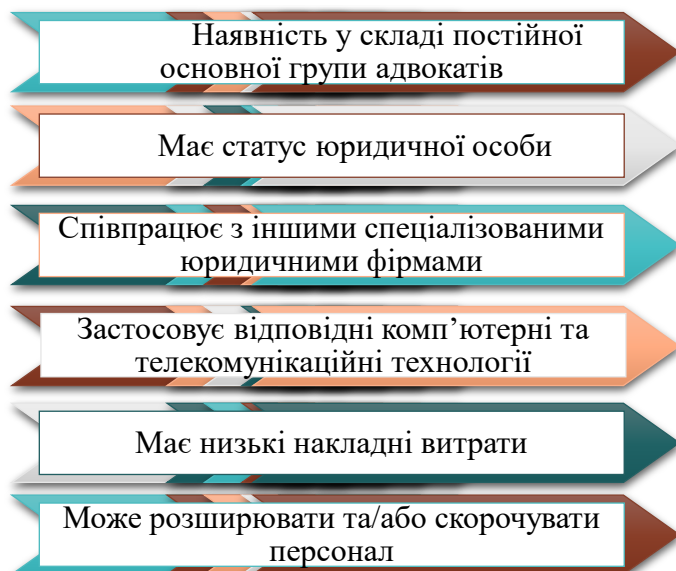 Наявність у складі постійної
основної групи адвокатів
Має статус юридичної особи
Співпрацює з іншими спеціалізованими
юридичними фірмами
Застосовує відповідні комп’ютерні та
телекомунікаційні технології
Має низькі накладні витрати
Може розширювати та/або скорочувати
персонал